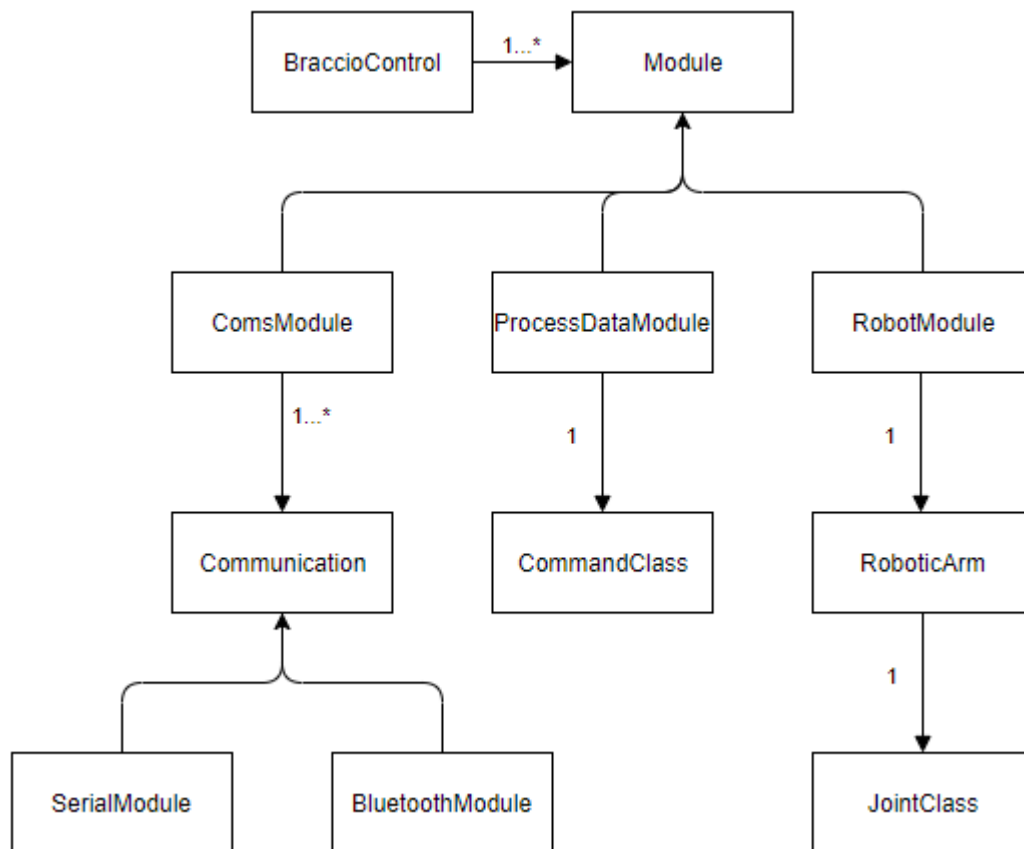 BraccioControl
1...*
Module
ComsModule
ProcessDataModule
RobotModule
1...*
1
1
Communication
CommandClass
RoboticArm
1
SerialModule
BluetoothModule
JointClass